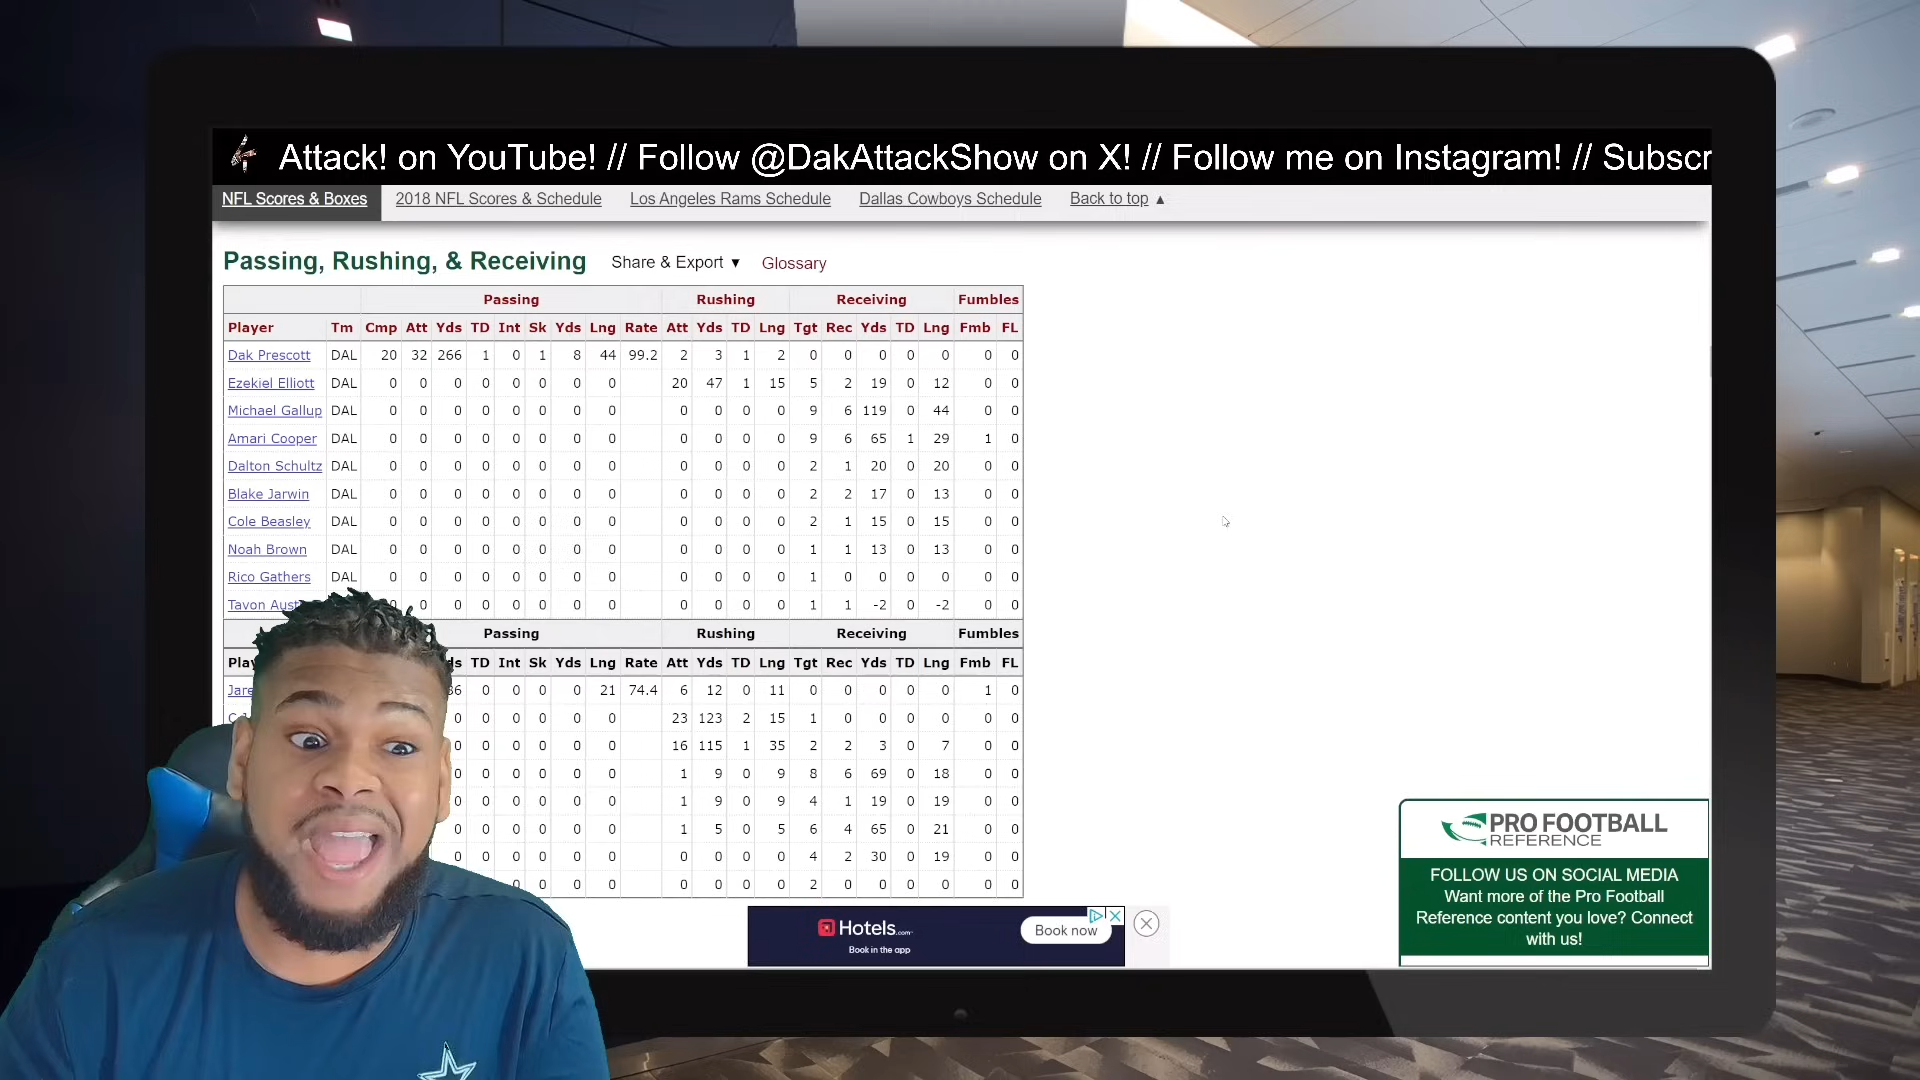 Attack! on YouTube! // Follow @DakAttackShow on X! // Follow me on Instagram! // Subscr
NFL Scores & Boxes 2018 NFL Scores & Schedule Los Angeles Rams Schedule Dallas Cowboys Schedule Back to top ▲
Passing, Rushing, & Receiving Share & Export ▼ Glossary
Passing Rushing Receiving Fumbles
Player Tm Cmp Att Yds TD Int Sk Yds Lng Rate Att Yds TD Lng Tgt Rec Yds TD Lng Fmb FL
Dak Prescott DAL 20 32 266 1 0 1 8 44 99.2 2 3 1 2 0 0 0 0 0 0 0
Ezekiel Elliott DAL 0 0 0 0 0 0 0 0 20 47 1 15 5 2 19 0 12 0 0
Michael Gallup DAL 0 0 0 0 0 0 0 0 0 0 0 0 9 6 119 0 44 0 0
Amari Cooper DAL 0 0 0 0 0 0 0 0 0 0 0 0 9 6 65 1 29 1 0
Dalton Schultz DAL 0 0 0 0 0 0 0 0 0 0 0 0 2 1 20 0 20 0 0
Blake Jarwin DAL 0 0 0 0 0 0 0 0 0 0 0 0 2 2 17 0 13 0 0
Cole Beasley DAL 0 0 0 0 0 0 0 0 0 0 0 0 2 1 15 0 15 0 0
Noah Brown DAL 0 0 0 0 0 0 0 0 0 0 0 0 1 1 13 0 13 0 0
Rico Gathers DAL 0 0 0 0 0 0 0 0 0 0 0 0 1 0 0 0 0 0 0
Tavon Aust 0 0 0 0 0 0 0 0 0 0 0 0 1 1 -2 0 -2 0 0
Passing Rushing Receiving Fumbles
Play ds TD Int Sk Yds Lng Rate Att Yds TD Lng Tgt Rec Yds TD Lng Fmb FL
Jare 0 0 0 0 21 74.4 6 12 0 11 0 0 0 0 0 1 0
0 0 0 0 0 0 23 123 2 15 1 0 0 0 0 0 0
0 0 0 0 0 0 16 115 1 35 2 2 3 0 7 0 0
0 0 0 0 0 0 1 9 0 9 8 6 69 0 18 0 0
0 0 0 0 0 0 1 9 0 9 4 1 19 0 19 0 0
0 0 0 0 0 0 1 5 0 5 6 4 65 0 21 0 0
0 0 0 0 0 0 0 0 0 0 4 2 30 0 19 0 0
0 0 0 0 0 0 0 0 2 0 0 0 0 0 0
Hotels.com
Book in the app
Book now
PRO FOOTBALL
REFERENCE
FOLLOW US ON SOCIAL MEDIA
Want more of the Pro Football
Reference content you love? Connect
with us!